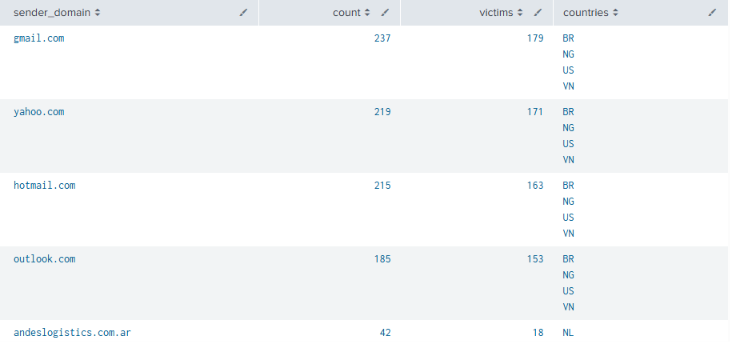 sender_domain count victims countries
gmail.com 237 179 BR
NG
US
VN
yahoo.com 219 171 BR
NG
US
VN
hotmail.com 215 163 BR
NG
US
VN
outlook.com 185 153 BR
NG
US
VN
andeslogistics.com.ar 42 18 NL